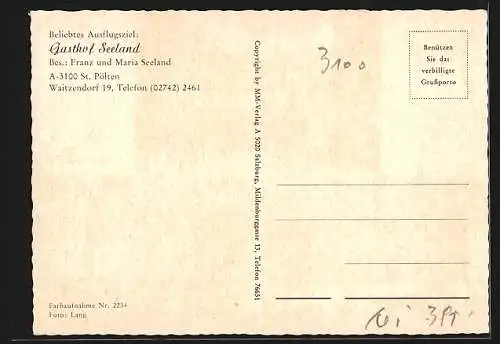 Beliebtes Ausflugsziel:
Gasthof Seeland
Bes.: Franz und Maria Seeland
A-3100 St. Pölten
Waitzendorf 19, Telefon (02742) 2461
Copyright by MM-Verlag A 5020 Salzburg, Mildenburggasse 13, Telefon 76651
3100
Benützen
Sie das
verbilligte
Grußporto
Farbaufnahme Nr. 2234
Foto: Lang